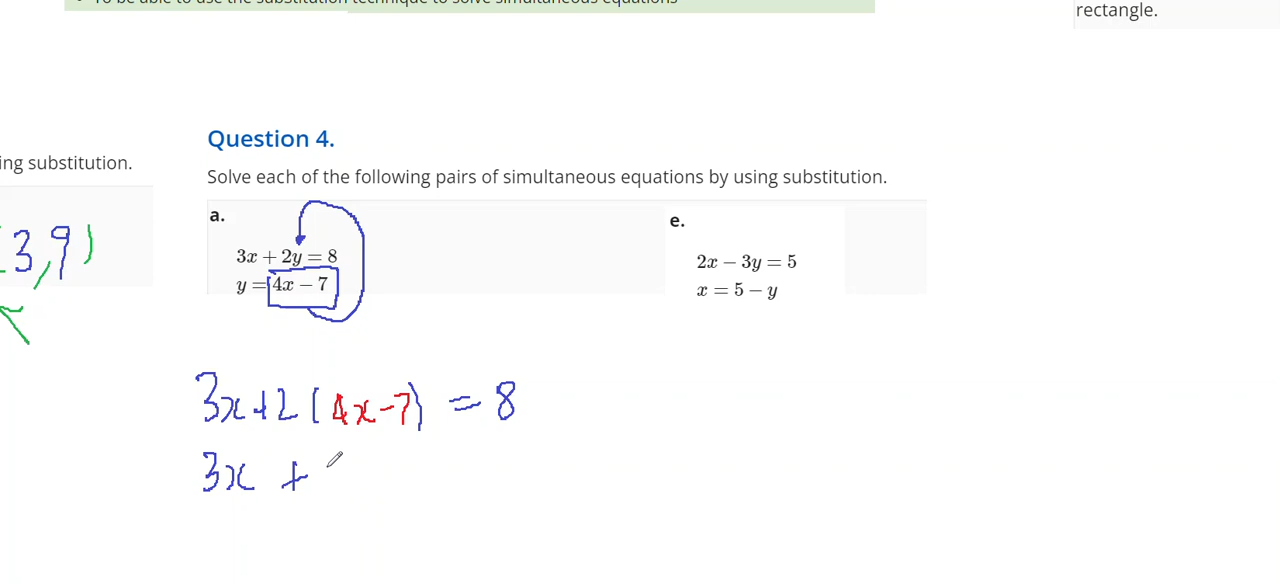 To be able to use the substitution technique to solve simultaneous equations
rectangle.
ing substitution.
3,9)
Question 4.
Solve each of the following pairs of simultaneous equations by using substitution.
a.
3x + 2y = 8
y = 4x − 7
e.
2x − 3y = 5
x = 5 − y
3x+2(4x-7) = 8
3x +